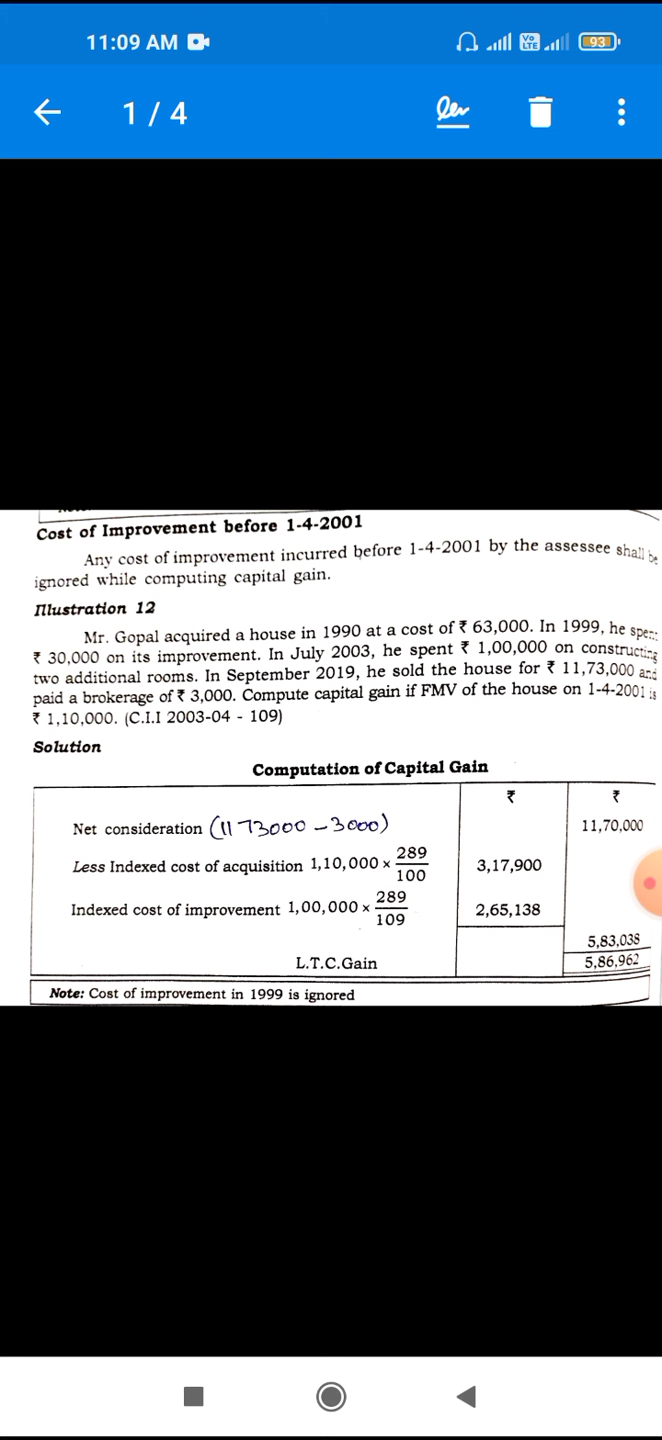 11:09 AM
Vo LTE 93
1 / 4
Cost of Improvement before 1-4-2001
Any cost of improvement incurred before 1-4-2001 by the assessee shall be
ignored while computing capital gain.
Illustration 12
Mr. Gopal acquired a house in 1990 at a cost of ₹ 63,000. In 1999, he spent
₹ 30,000 on its improvement. In July 2003, he spent ₹ 1,00,000 on constructing
two additional rooms. In September 2019, he sold the house for ₹ 11,73,000 and
paid a brokerage of ₹ 3,000. Compute capital gain if FMV of the house on 1-4-2001 is
₹ 1,10,000. (C.I.I 2003-04 - 109)
Solution
Computation of Capital Gain
₹ ₹
Net consideration (1173000 - 3000) 11,70,000
Less Indexed cost of acquisition 1,10,000 × 289/100 3,17,900
Indexed cost of improvement 1,00,000 × 289/109 2,65,138
5,83,038
L.T.C.Gain 5,86,962
Note: Cost of improvement in 1999 is ignored